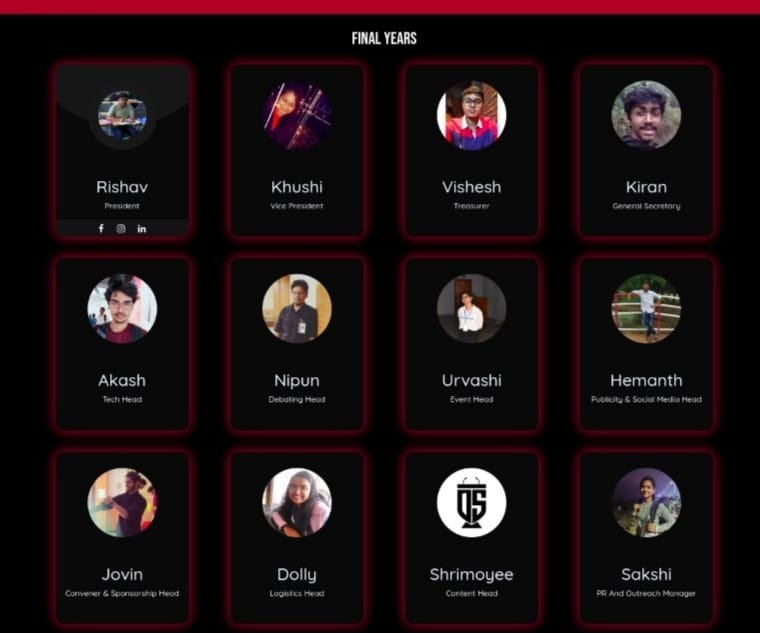 FINAL YEARS
Rishav
President
Khushi
Vice President
Vishesh
Treasurer
Kiran
General Secretary
Akash
Tech Head
Nipun
Debating Head
Urvashi
Event Head
Hemanth
Publicity & Social Media Head
Jovin
Convener & Sponsorship Head
Dolly
Logistics Head
Shrimoyee
Content Head
Sakshi
PR And Outreach Manager